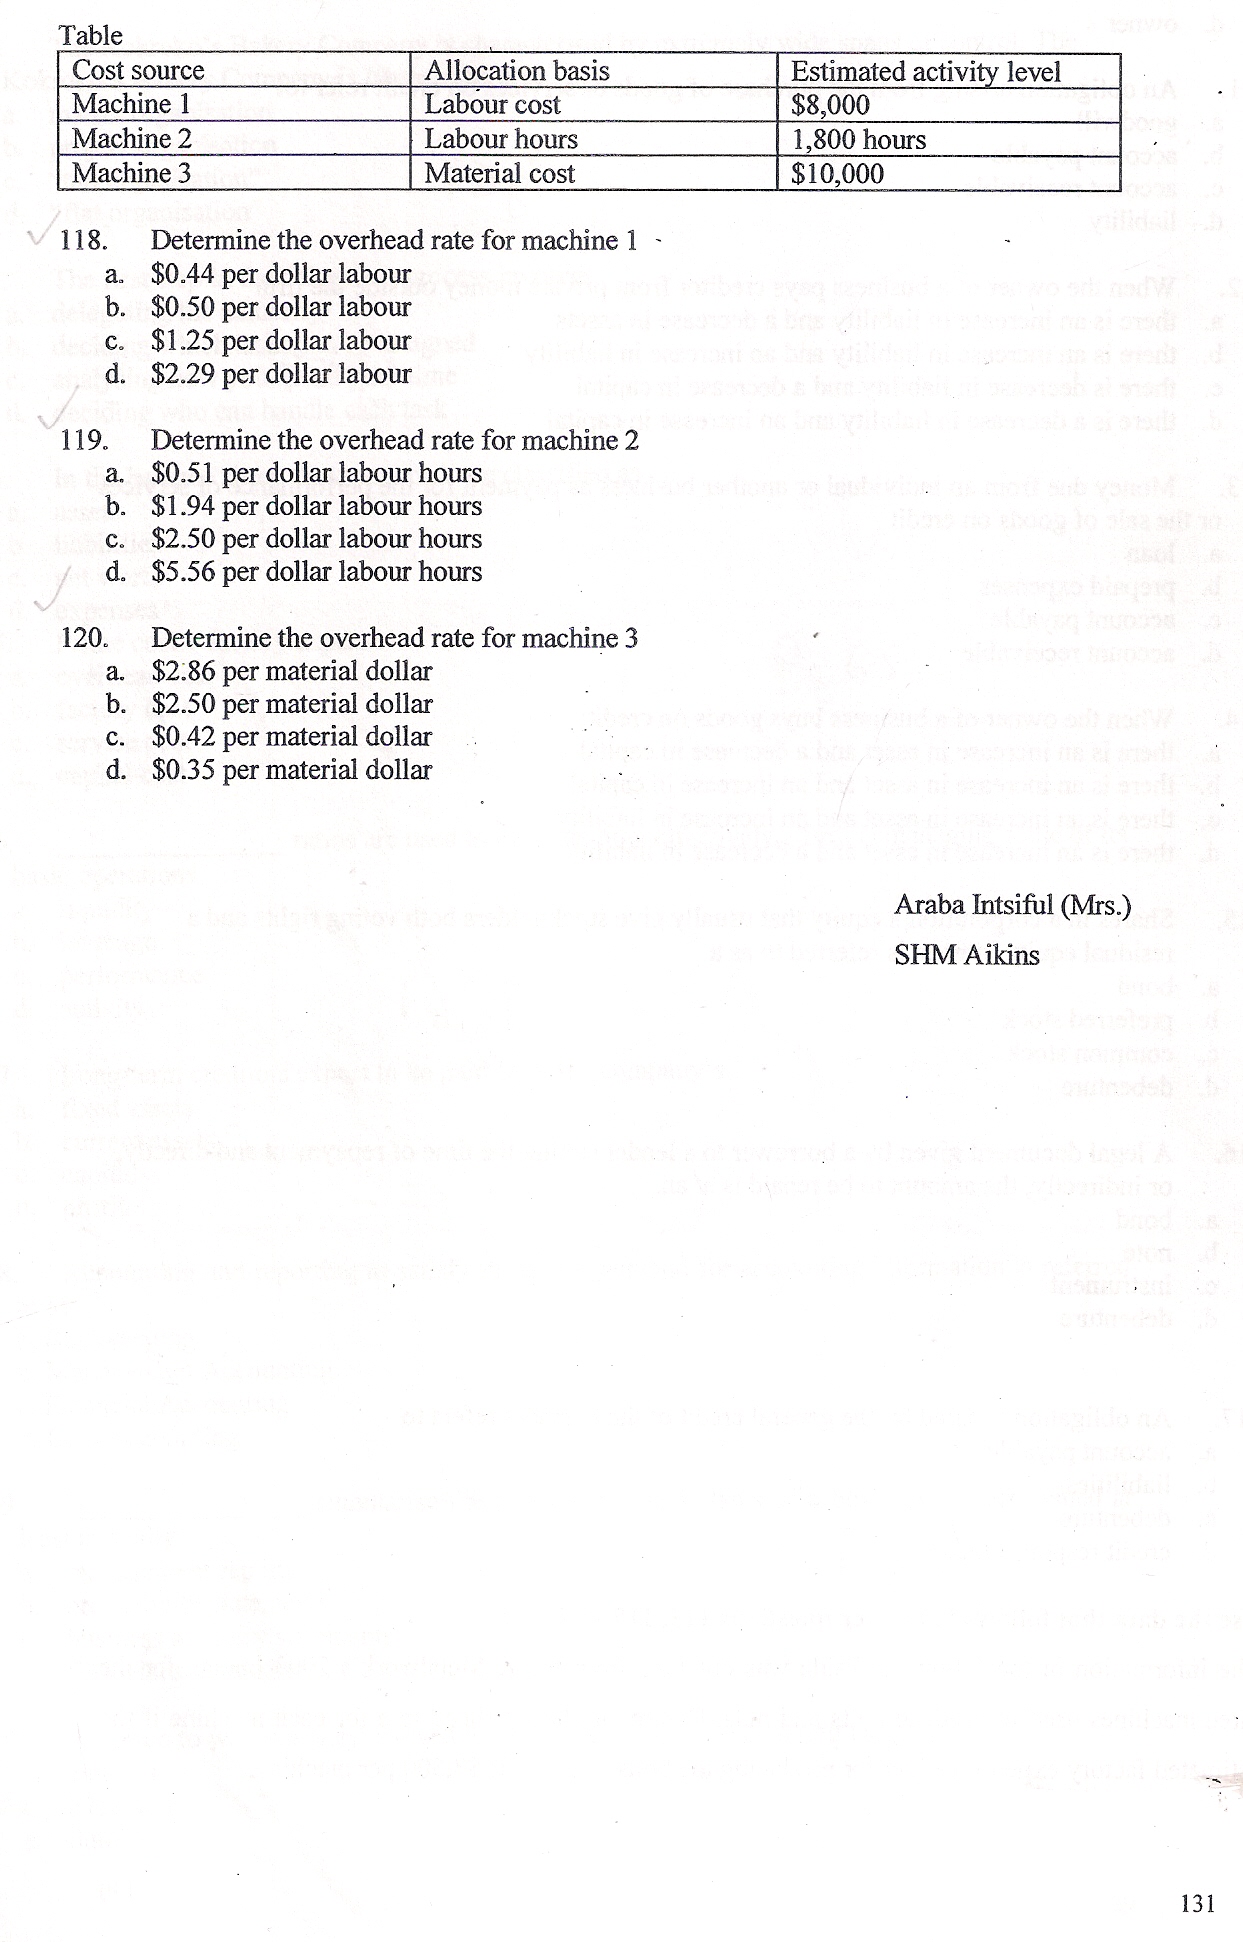 Table
Cost source Allocation basis Estimated activity level
Machine 1 Labour cost $8,000
Machine 2 Labour hours 1,800 hours
Machine 3 Material cost $10,000
118. Determine the overhead rate for machine 1
a. $0.44 per dollar labour
b. $0.50 per dollar labour
c. $1.25 per dollar labour
d. $2.29 per dollar labour
119. Determine the overhead rate for machine 2
a. $0.51 per dollar labour hours
b. $1.94 per dollar labour hours
c. $2.50 per dollar labour hours
d. $5.56 per dollar labour hours
120. Determine the overhead rate for machine 3
a. $2.86 per material dollar
b. $2.50 per material dollar
c. $0.42 per material dollar
d. $0.35 per material dollar
Araba Intsiful (Mrs.)
SHM Aikins
131